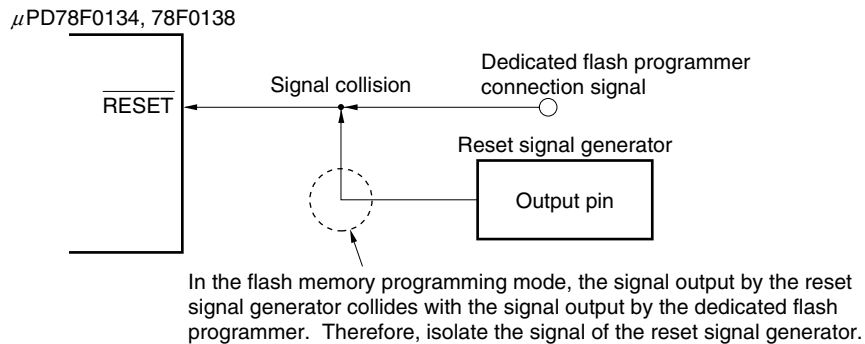 μPD78F0134, 78F0138
Dedicated flash programmer
connection signal
Signal collision
RESET
Reset signal generator
Output pin
In the flash memory programming mode, the signal output by the reset
signal generator collides with the signal output by the dedicated flash
programmer.  Therefore, isolate the signal of the reset signal generator.